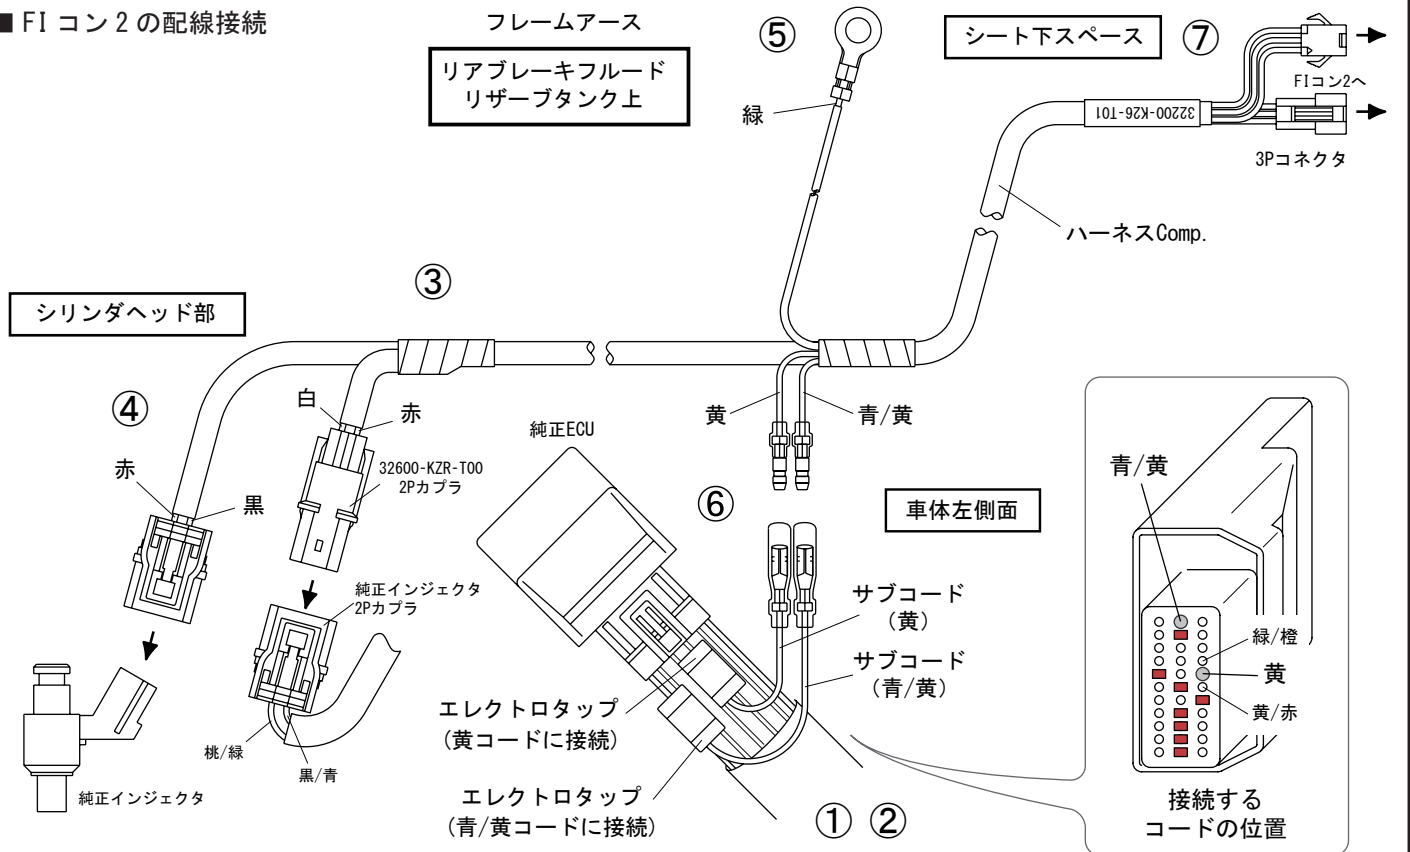 ■ FI コン 2 の配線接続
フレームアース
リアブレーキフルード
リザーブタンク上
⑤
緑
シート下スペース
⑦
FIコン2へ
3Pコネクタ
32200-K26-T01
ハーネスComp.
③
シリンダヘッド部
④
赤
黒
白
赤
32600-KZR-T00
2Pカプラ
純正インジェクタ
2Pカプラ
桃/緑
黒/青
純正インジェクタ
黄
青/黄
純正ECU
⑥
車体左側面
サブコード
(黄)
サブコード
(青/黄)
エレクトロタップ
(黄コードに接続)
エレクトロタップ
(青/黄コードに接続)
① ②
青/黄
緑/橙
黄
黄/赤
接続する
コードの位置